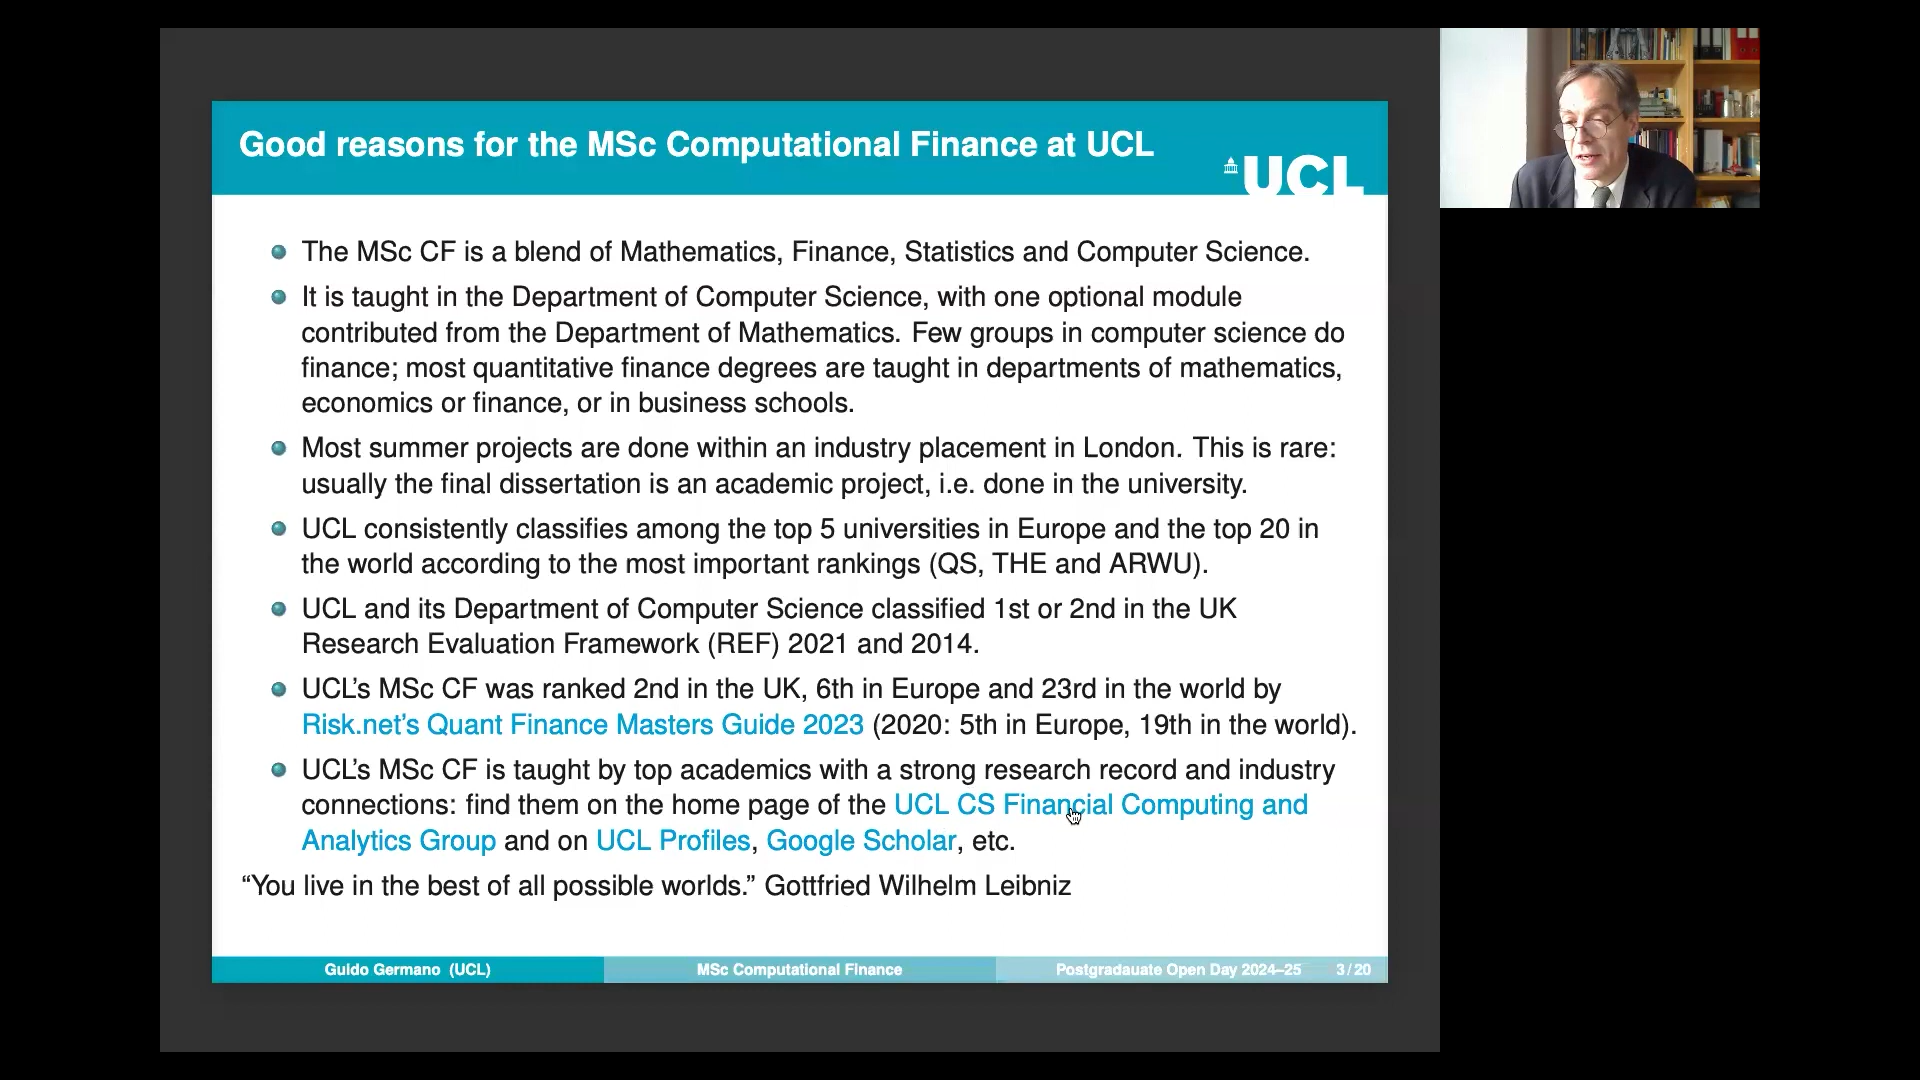 Good reasons for the MSc Computational Finance at UCL
UCL
The MSc CF is a blend of Mathematics, Finance, Statistics and Computer Science.
It is taught in the Department of Computer Science, with one optional module
contributed from the Department of Mathematics. Few groups in computer science do
finance; most quantitative finance degrees are taught in departments of mathematics,
economics or finance, or in business schools.
Most summer projects are done within an industry placement in London. This is rare:
usually the final dissertation is an academic project, i.e. done in the university.
UCL consistently classifies among the top 5 universities in Europe and the top 20 in
the world according to the most important rankings (QS, THE and ARWU).
UCL and its Department of Computer Science classified 1st or 2nd in the UK
Research Evaluation Framework (REF) 2021 and 2014.
UCL’s MSc CF was ranked 2nd in the UK, 6th in Europe and 23rd in the world by
Risk.net’s Quant Finance Masters Guide 2023 (2020: 5th in Europe, 19th in the world).
UCL’s MSc CF is taught by top academics with a strong research record and industry
connections: find them on the home page of the UCL CS Financial Computing and
Analytics Group and on UCL Profiles, Google Scholar, etc.
“You live in the best of all possible worlds.” Gottfried Wilhelm Leibniz
Guido Germano (UCL) MSc Computational Finance Postgradauate Open Day 2024–25 3 / 20